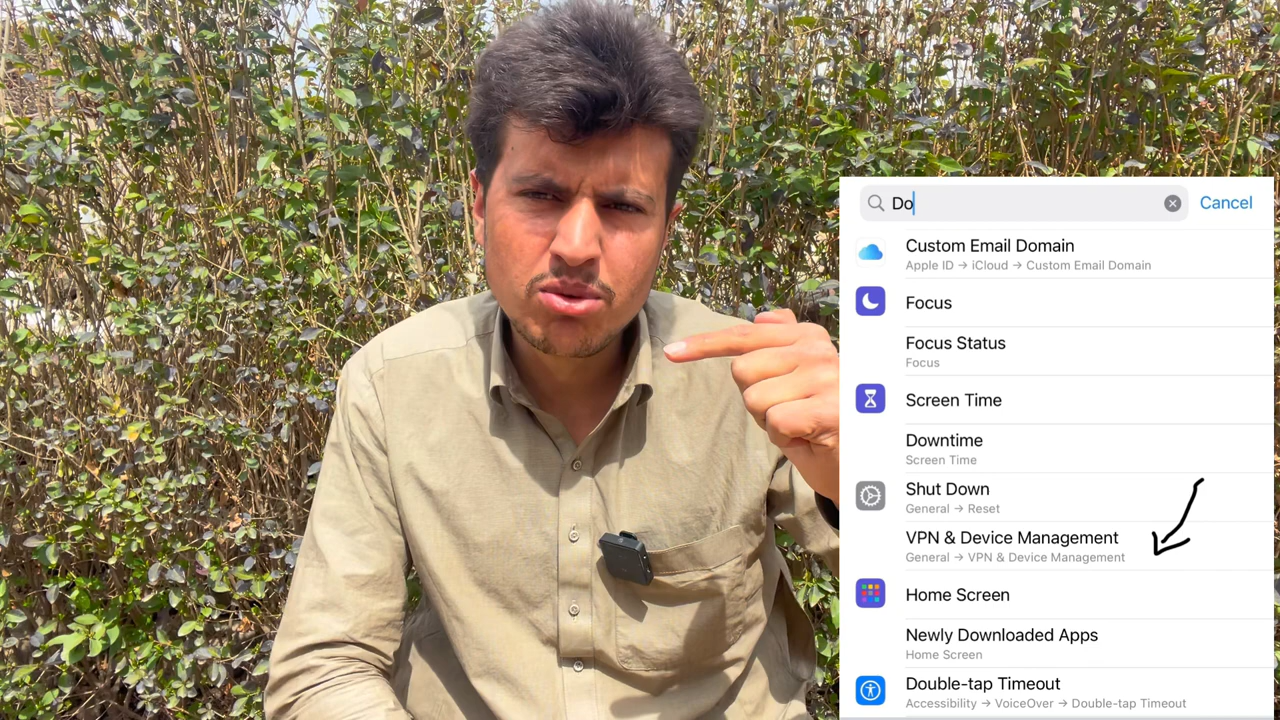 Do
Cancel
Custom Email Domain
Apple ID → iCloud → Custom Email Domain
Focus
Focus Status
Focus
Screen Time
Downtime
Screen Time
Shut Down
General → Reset
VPN & Device Management
General → VPN & Device Management
Home Screen
Newly Downloaded Apps
Home Screen
Double-tap Timeout
Accessibility → VoiceOver → Double-tap Timeout